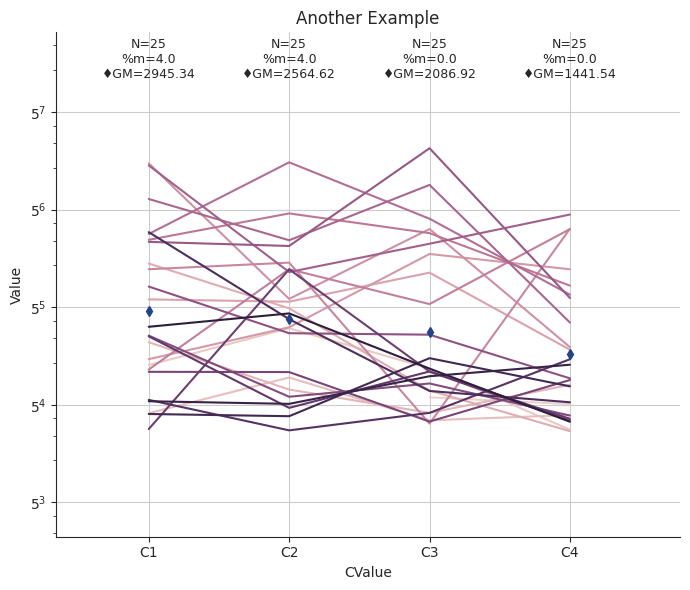 Another Example
N=25 N=25 N=25 N=25
%m=4.0 %m=4.0 %m=0.0 %m=0.0
♦GM=2945.34 ♦GM=2564.62 ♦GM=2086.92 ♦GM=1441.54
5⁷
5⁶
5⁵
5⁴
5³
Value
C1 C2 C3 C4
CValue